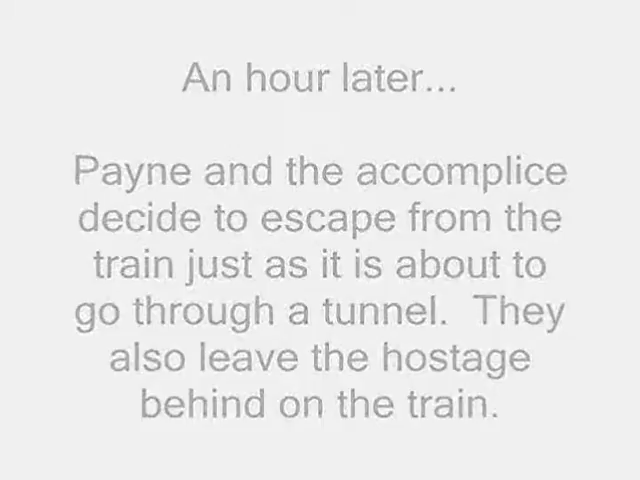 An hour later...
Payne and the accomplice
decide to escape from the
train just as it is about to
go through a tunnel.  They
also leave the hostage
behind on the train.